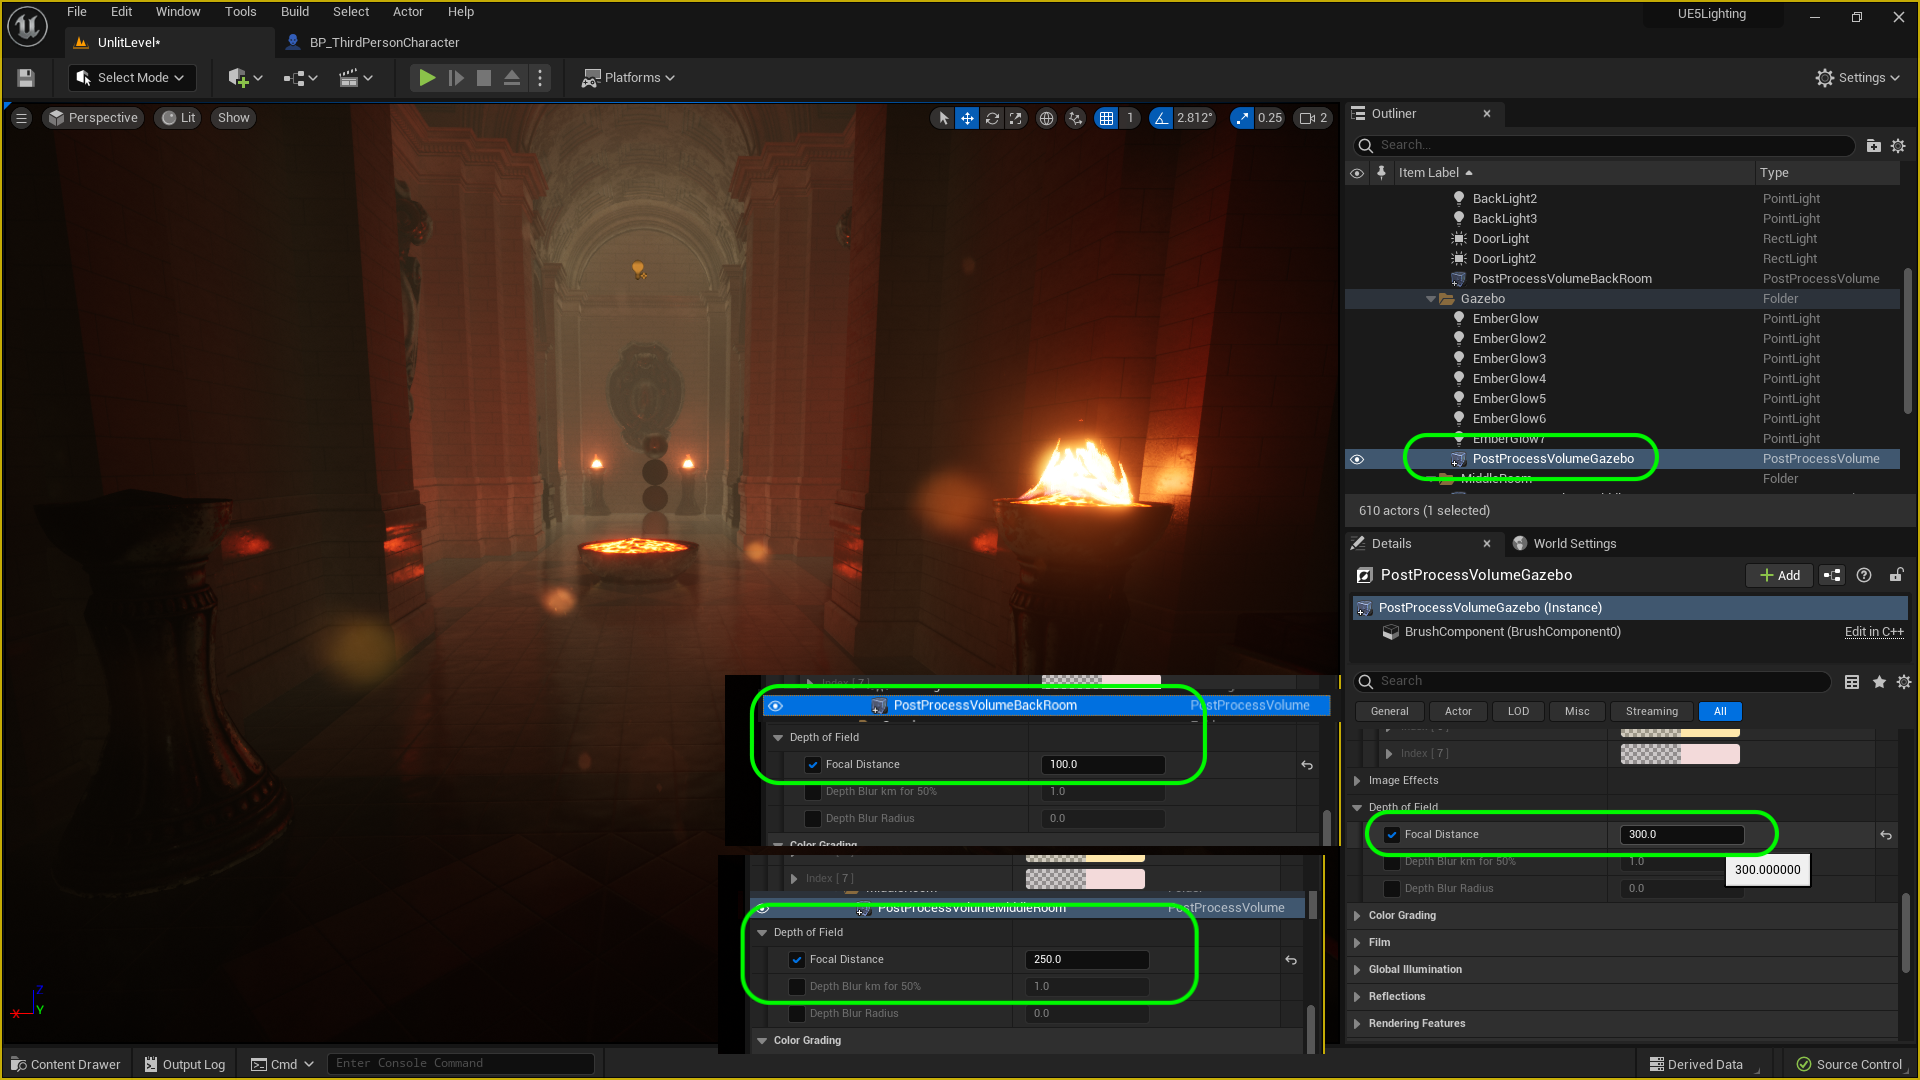 File Edit Window Tools Build Select Actor Help
UE5Lighting
UnlitLevel*
BP_ThirdPersonCharacter
Select Mode
Platforms
Settings
Perspective
Lit
Show
1
2.812°
0.25
2
Outliner
Search...
Item Label Type
BackLight2 PointLight
BackLight3 PointLight
DoorLight RectLight
DoorLight2 RectLight
PostProcessVolumeBackRoom PostProcessVolume
Gazebo Folder
EmberGlow PointLight
EmberGlow2 PointLight
EmberGlow3 PointLight
EmberGlow4 PointLight
EmberGlow5 PointLight
EmberGlow6 PointLight
EmberGlow7 PointLight
PostProcessVolumeGazebo PostProcessVolume
MiddleRoom Folder
610 actors (1 selected)
Details
World Settings
PostProcessVolumeGazebo
Add
PostProcessVolumeGazebo (Instance)
BrushComponent (BrushComponent0) Edit in C++
Search
General Actor LOD Misc Streaming All
Index [ 7 ]
Image Effects
Depth of Field
Focal Distance 300.0
Depth Blur km for 50% 1.0
300.000000
Depth Blur Radius 0.0
Color Grading
Film
Global Illumination
Reflections
Rendering Features
Index [ 7 ]
PostProcessVolumeBackRoom PostProcessVolume
Depth of Field
Focal Distance 100.0
Depth Blur km for 50% 1.0
Depth Blur Radius 0.0
Color Grading
Index [ 7 ]
PostProcessVolumeMiddleRoom PostProcessVolume
Depth of Field
Focal Distance 250.0
Depth Blur km for 50% 1.0
Depth Blur Radius 0.0
Color Grading
Z
X
Y
Content Drawer
Output Log
Cmd
Enter Console Command
Derived Data
Source Control